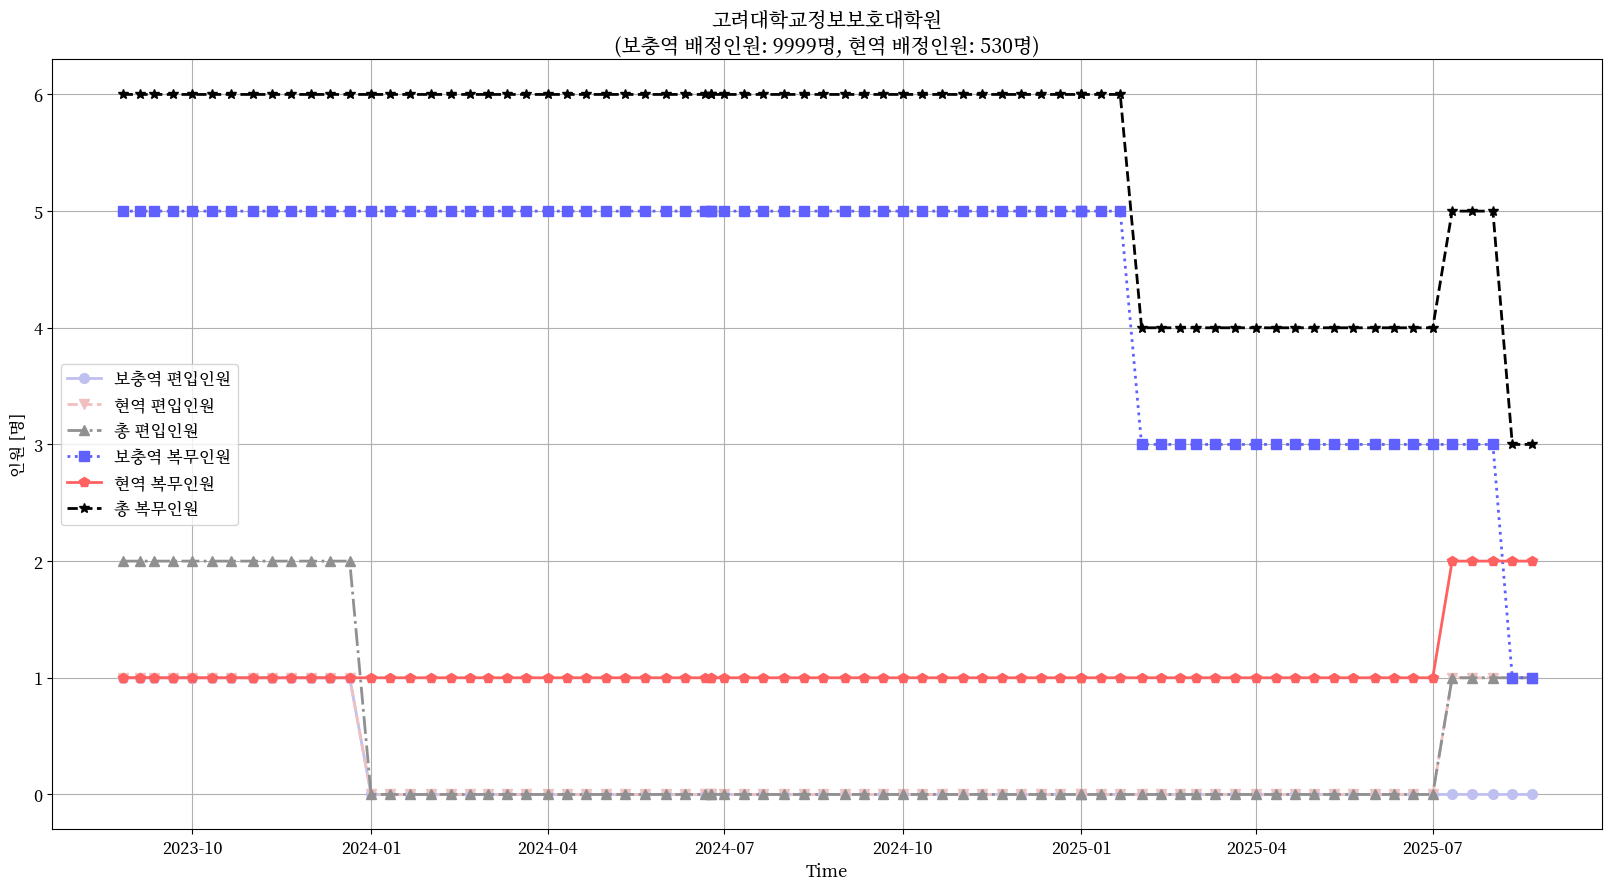 고려대학교정보보호대학원
(보충역 배정인원: 9999명, 현역 배정인원: 530명)
6
5
4
3
2
1
0
인원 [명]
보충역 편입인원
현역 편입인원
총 편입인원
보충역 복무인원
현역 복무인원
총 복무인원
2023-10
2024-01
2024-04
2024-07
2024-10
2025-01
2025-04
2025-07
Time